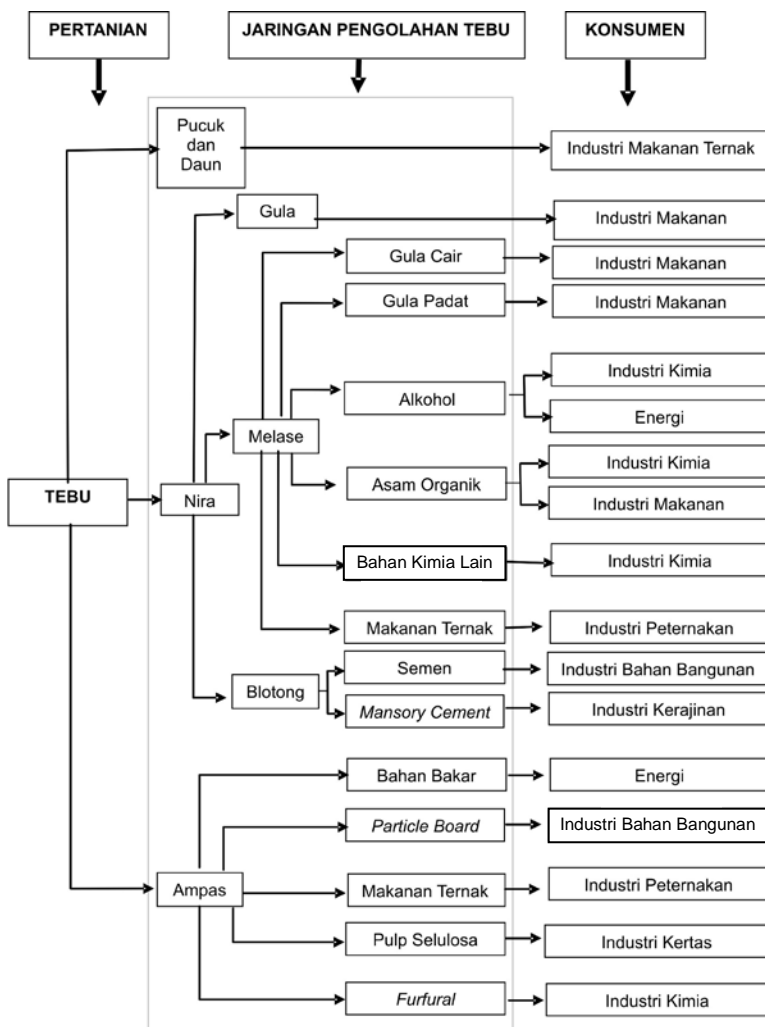 PERTANIAN
JARINGAN PENGOLAHAN TEBU
KONSUMEN
Pucuk
dan
Daun
Industri Makanan Ternak
Gula
Industri Makanan
Gula Cair
Industri Makanan
Gula Padat
Industri Makanan
Alkohol
Industri Kimia
Energi
Melase
TEBU
Nira
Asam Organik
Industri Kimia
Industri Makanan
Bahan Kimia Lain
Industri Kimia
Makanan Ternak
Industri Peternakan
Blotong
Semen
Industri Bahan Bangunan
Mansory Cement
Industri Kerajinan
Bahan Bakar
Energi
Particle Board
Industri Bahan Bangunan
Ampas
Makanan Ternak
Industri Peternakan
Pulp Selulosa
Industri Kertas
Furfural
Industri Kimia